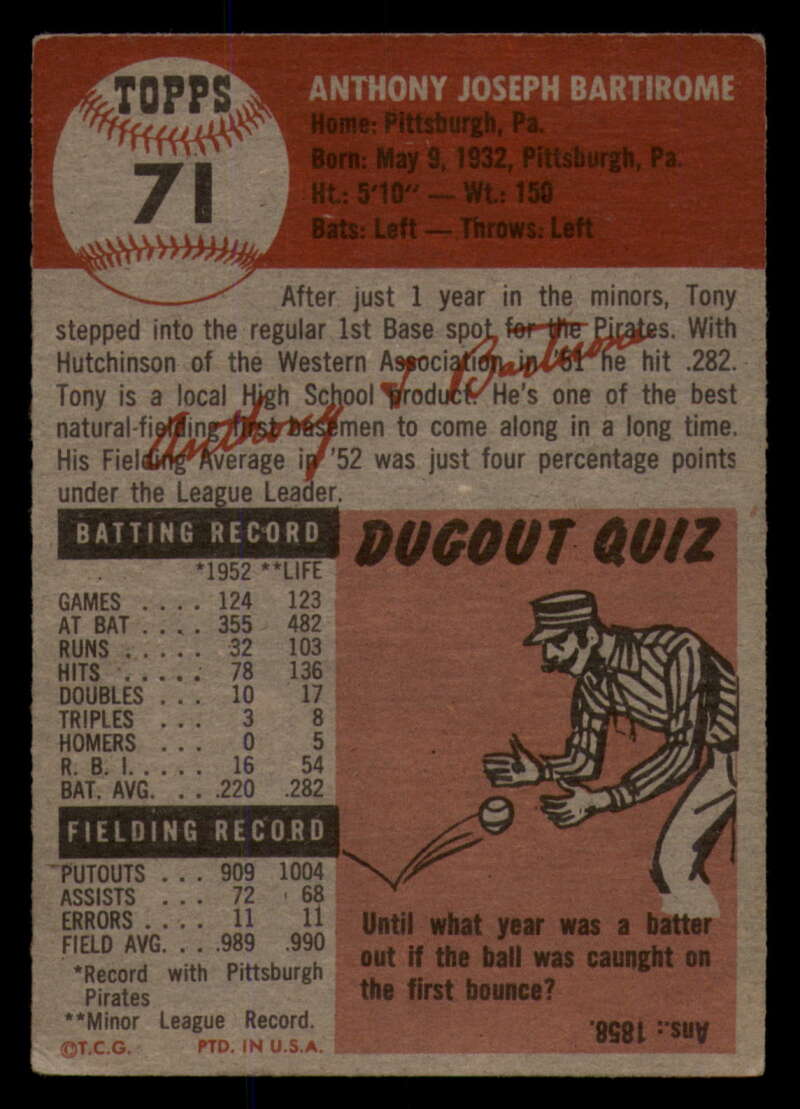 TOPPS
71
ANTHONY JOSEPH BARTIROME
Home: Pittsburgh, Pa.
Born: May 9, 1932, Pittsburgh, Pa.
Ht.: 5'10" — Wt.: 150
Bats: Left — Throws: Left
After just 1 year in the minors, Tony
stepped into the regular 1st Base spot for the Pirates. With
Hutchinson of the Western Association in '51 he hit .282.
Tony is a local High School product. He's one of the best
natural-fielding first basemen to come along in a long time.
His Fielding Average in '52 was just four percentage points
under the League Leader.
Anthony J Bartirome
BATTING RECORD
*1952 **LIFE
GAMES . . . . 124 123
AT BAT . . . . 355 482
RUNS . . . . . 32 103
HITS . . . . . 78 136
DOUBLES . . . 10 17
TRIPLES . . . 3 8
HOMERS . . . 0 5
R. B. I. . . . . 16 54
BAT. AVG. . . .220 .282
FIELDING RECORD
PUTOUTS . . . 909 1004
ASSISTS . . . 72 68
ERRORS . . . . 11 11
FIELD AVG. . . .989 .990
*Record with Pittsburgh
Pirates
**Minor League Record.
©T.C.G. PTD. IN U.S.A.
DUGOUT QUIZ
Until what year was a batter
out if the ball was caunght on
the first bounce?
Ans.: 1858.